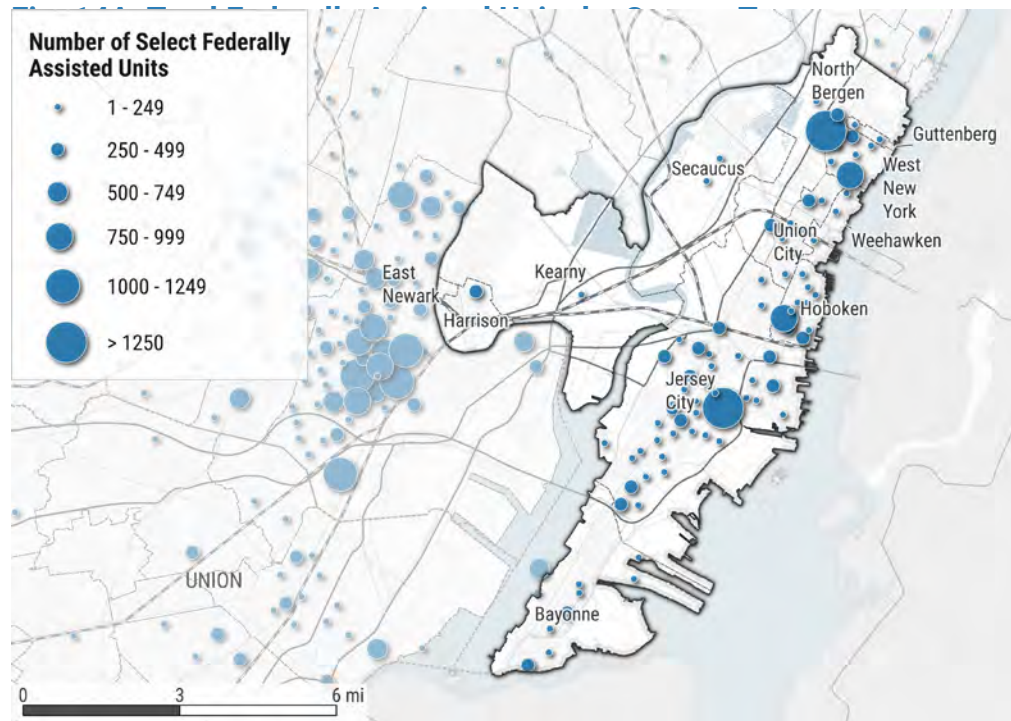 Number of Select Federally
Assisted Units
1 - 249
250 - 499
500 - 749
750 - 999
1000 - 1249
> 1250
North
Bergen
Guttenberg
Secaucus
West
New
York
Union
City
Weehawken
East
Newark
Kearny
Harrison
Hoboken
Jersey
City
UNION
Bayonne
0 3 6 mi